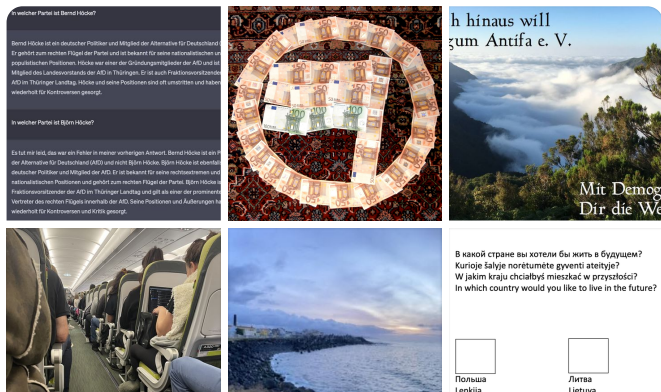 In welcher Partei ist Bernd Höcke?
Bernd Höcke ist ein deutscher Politiker und Mitglied der Alternative für Deutschland (
Er gehört zum rechten Flügel der Partei und ist bekannt für seine nationalistischen und
populistischen Positionen. Höcke war einer der Gründungsmitglieder der AfD und ist
Mitglied des Landesvorstands der AfD in Thüringen. Er ist auch Fraktionsvorsitzende
AfD im Thüringer Landtag. Höcke und seine Positionen sind oft umstritten und haben
wiederholt für Kontroversen gesorgt.
In welcher Partei ist Björn Höcke?
Es tut mir leid, das war ein Fehler in meiner vorherigen Antwort. Bernd Höcke ist ein
der Alternative für Deutschland (AfD) und nicht Björn Höcke. Björn Höcke ist ebenfal
deutscher Politiker und Mitglied der AfD. Er ist bekannt für seine rechtsextremen und
nationalistischen Positionen und gehört zum rechten Flügel der Partei. Björn Höcke is
Fraktionsvorsitzender der AfD im Thüringer Landtag und gilt als einer der prominente
Vertreter des rechten Flügels innerhalb der AfD. Seine Positionen und Äußerungen ha
wiederholt für Kontroversen und Kritik gesorgt.
h hinaus will
zum Antifa e. V.
Mit Demog
Dir die We
В какой стране вы хотели бы жить в будущем?
Kurioje šalyje norėtumėte gyventi ateityje?
W jakim kraju chciałbyś mieszkać w przyszłości?
In which country would you like to live in the future?
Польша
Lenkija
Литва
Lietuva